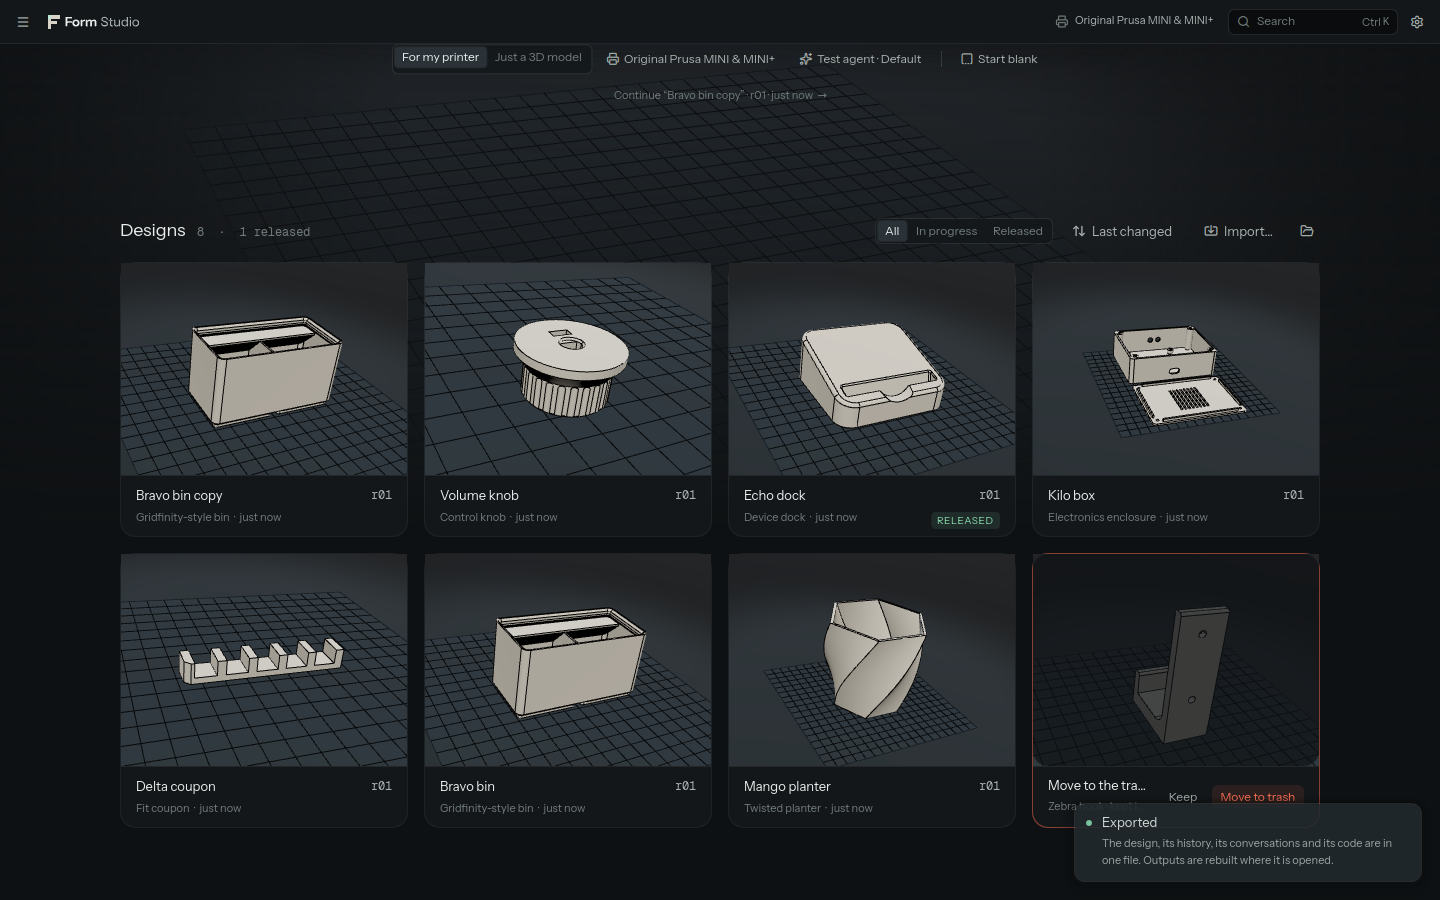 Form Studio
Original Prusa MINI & MINI+
Search
Ctrl K
For my printer
Just a 3D model
Original Prusa MINI & MINI+
Test agent · Default
Start blank
Continue "Bravo bin copy" · r01 · just now →
Designs 8 · 1 released
All
In progress
Released
Last changed
Import...
Bravo bin copy r01
Gridfinity-style bin · just now
Volume knob r01
Control knob · just now
Echo dock r01
Device dock · just now
RELEASED
Kilo box r01
Electronics enclosure · just now
Delta coupon r01
Fit coupon · just now
Bravo bin r01
Gridfinity-style bin · just now
Mango planter r01
Twisted planter · just now
Move to the tra...
Zebra
Keep
Move to trash
Exported
The design, its history, its conversations and its code are in
one file. Outputs are rebuilt where it is opened.